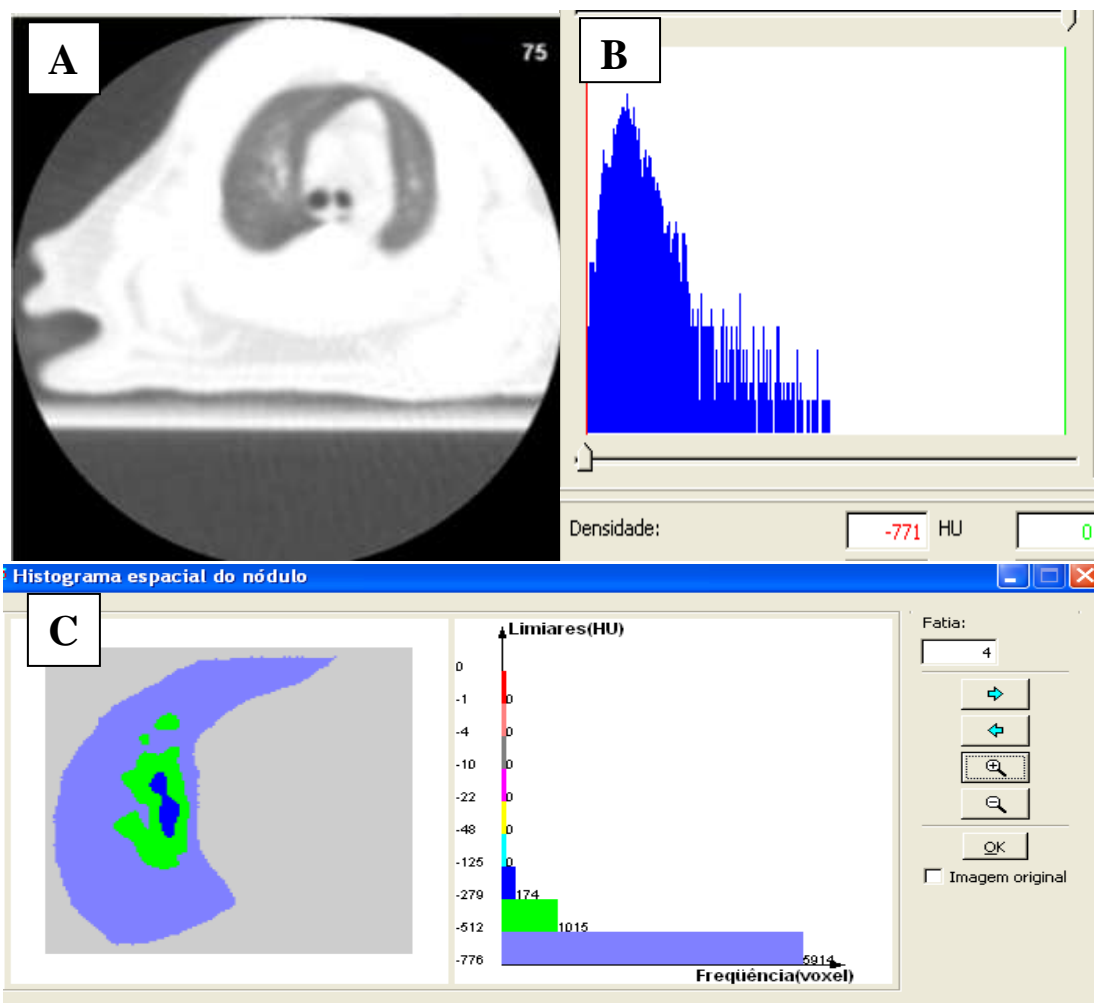 A
75
B
Densidade:
-771
HU
0
Histograma espacial do nódulo
C
Limiares(HU)
0
-1
0
-4
0
-10
0
-22
0
-48
0
-125
0
-279
174
-512
1015
-776
5914
Freqüência(voxel)
Fatia:
4
OK
Imagem original